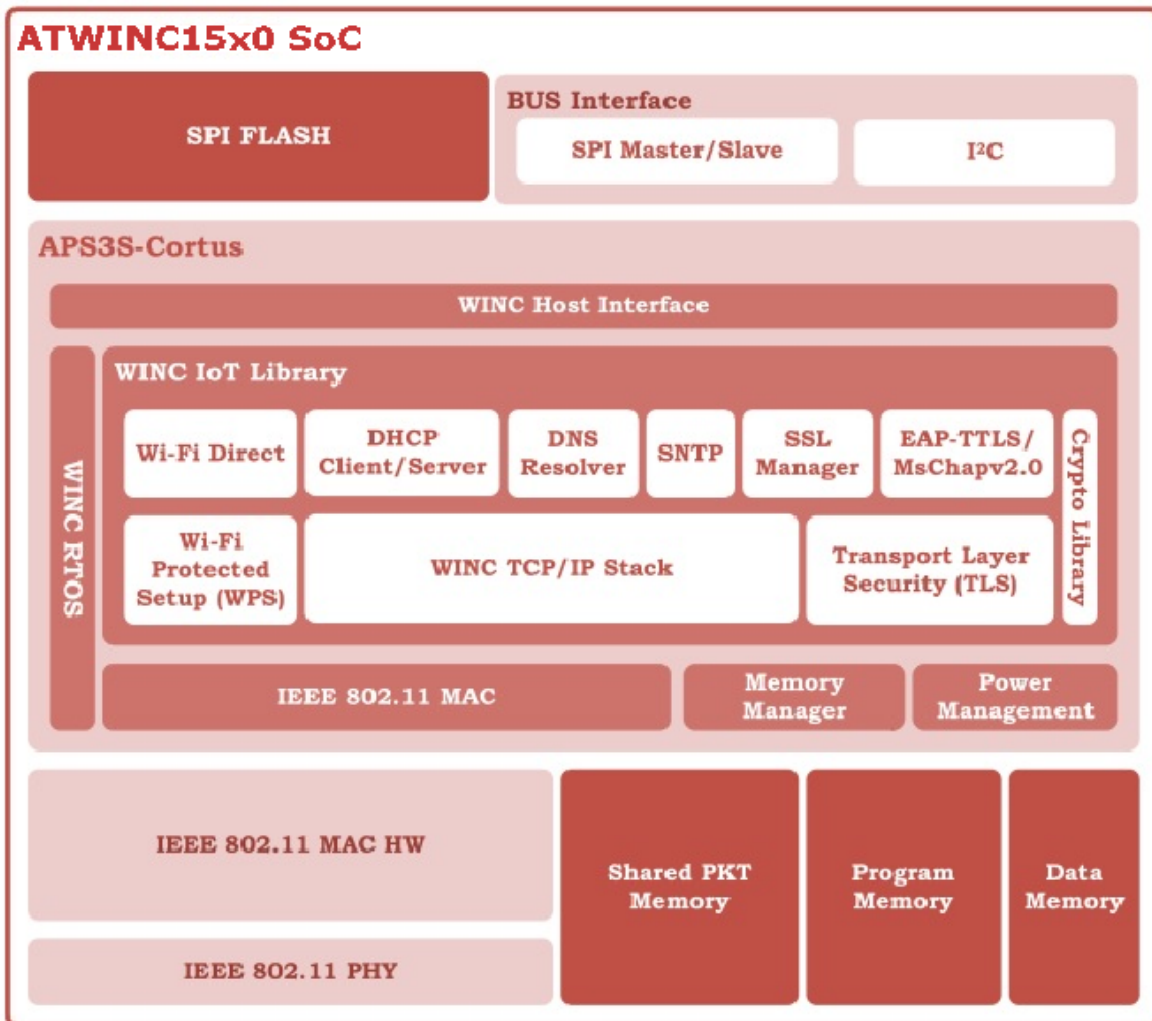 ATWINC15x0 SoC
SPI FLASH
BUS Interface
SPI Master/Slave
I²C
APS3S-Cortus
WINC Host Interface
WINC RTOS
WINC IoT Library
Wi-Fi Direct
DHCP
Client/Server
DNS
Resolver
SNTP
SSL
Manager
EAP-TTLS/
MsChapv2.0
Crypto Library
Wi-Fi
Protected
Setup (WPS)
WINC TCP/IP Stack
Transport Layer
Security (TLS)
IEEE 802.11 MAC
Memory
Manager
Power
Management
IEEE 802.11 MAC HW
Shared PKT
Memory
Program
Memory
Data
Memory
IEEE 802.11 PHY